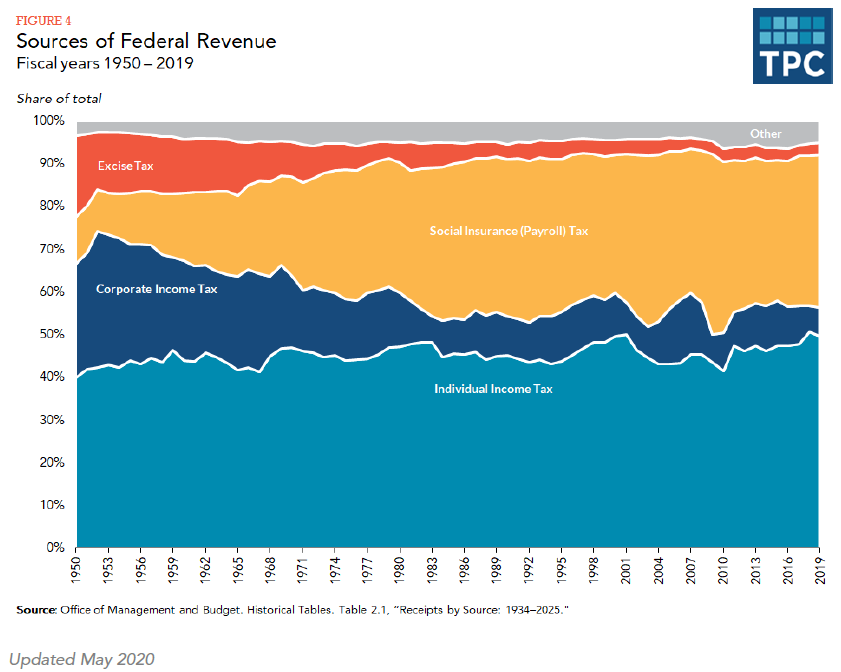 FIGURE 4
Sources of Federal Revenue
Fiscal years 1950 – 2019
TPC
Share of total
100%
90%
80%
70%
60%
50%
40%
30%
20%
10%
0%
Other
Excise Tax
Social Insurance (Payroll) Tax
Corporate Income Tax
Individual Income Tax
1950
1953
1956
1959
1962
1965
1968
1971
1974
1977
1980
1983
1986
1989
1992
1995
1998
2001
2004
2007
2010
2013
2016
2019
Source: Office of Management and Budget. Historical Tables. Table 2.1, "Receipts by Source: 1934–2025."
Updated May 2020